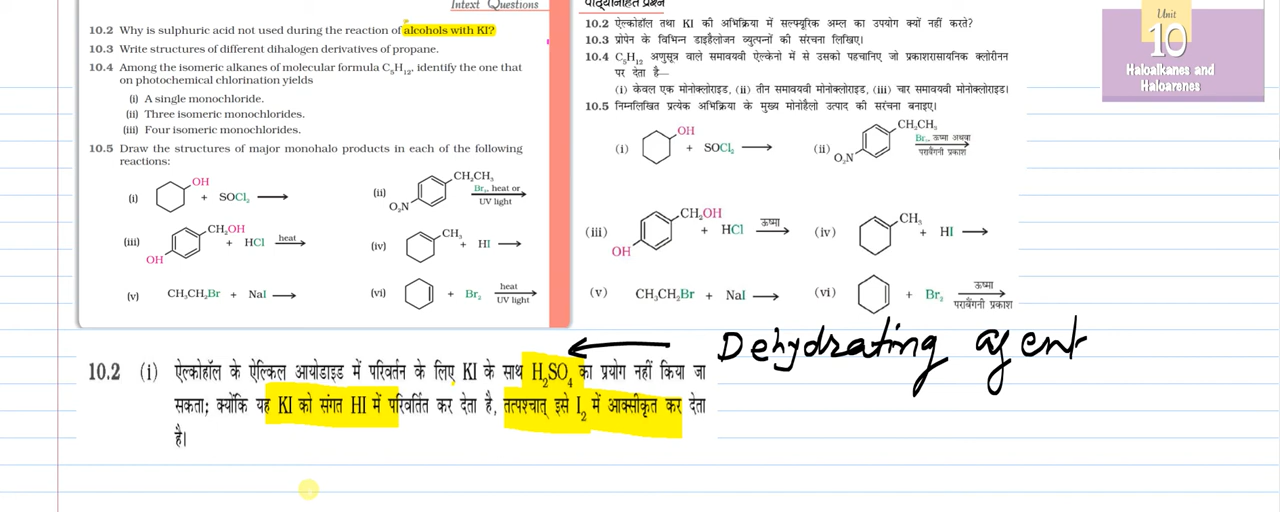 Intext Questions
10.2 Why is sulphuric acid not used during the reaction of alcohols with KI?
10.3 Write structures of different dihalogen derivatives of propane.
10.4 Among the isomeric alkanes of molecular formula C₅H₁₂, identify the one that
on photochemical chlorination yields
(i) A single monochloride.
(ii) Three isomeric monochlorides.
(iii) Four isomeric monochlorides.
10.5 Draw the structures of major monohalo products in each of the following
reactions:
(i) OH + SOCl₂ ⟶
(ii) O₂N CH₂CH₃ Br₂, heat or UV light
(iii) OH CH₂OH + HCl heat
(iv) CH₃ + HI ⟶
(v) CH₃CH₂Br + NaI ⟶
(vi) + Br₂ heat UV light
पाठ्यनिहित प्रश्न
10.2 ऐल्कोहॉल तथा KI की अभिक्रिया में सल्फ्यूरिक अम्ल का उपयोग क्यों नहीं करते?
10.3 प्रोपेन के विभिन्न डाइहैलोजन व्युत्पन्नों की संरचना लिखिए।
10.4 C₅H₁₂ अणुसूत्र वाले समावयवी ऐल्केनों में से उसको पहचानिए जो प्रकाशरासायनिक क्लोरीनन
पर देता है—
(i) केवल एक मोनोक्लोराइड, (ii) तीन समावयवी मोनोक्लोराइड, (iii) चार समावयवी मोनोक्लोराइड।
10.5 निम्नलिखित प्रत्येक अभिक्रिया के मुख्य मोनोहैलो उत्पाद की संरचना बनाइए।
(i) OH + SOCl₂ ⟶
(ii) O₂N CH₂CH₃ Br₂, ऊष्मा अथवा पराबैंगनी प्रकाश
(iii) OH CH₂OH + HCl ऊष्मा
(iv) CH₃ + HI ⟶
(v) CH₃CH₂Br + NaI ⟶
(vi) + Br₂ ऊष्मा पराबैंगनी प्रकाश
Unit
10
Haloalkanes and
Haloarenes
Dehydrating agent
10.2 (i) ऐल्कोहॉल के ऐल्किल आयोडाइड में परिवर्तन के लिए KI के साथ H₂SO₄ का प्रयोग नहीं किया जा
सकता; क्योंकि यह KI को संगत HI में परिवर्तित कर देता है, तत्पश्चात् इसे I₂ में आक्सीकृत कर देता
है।